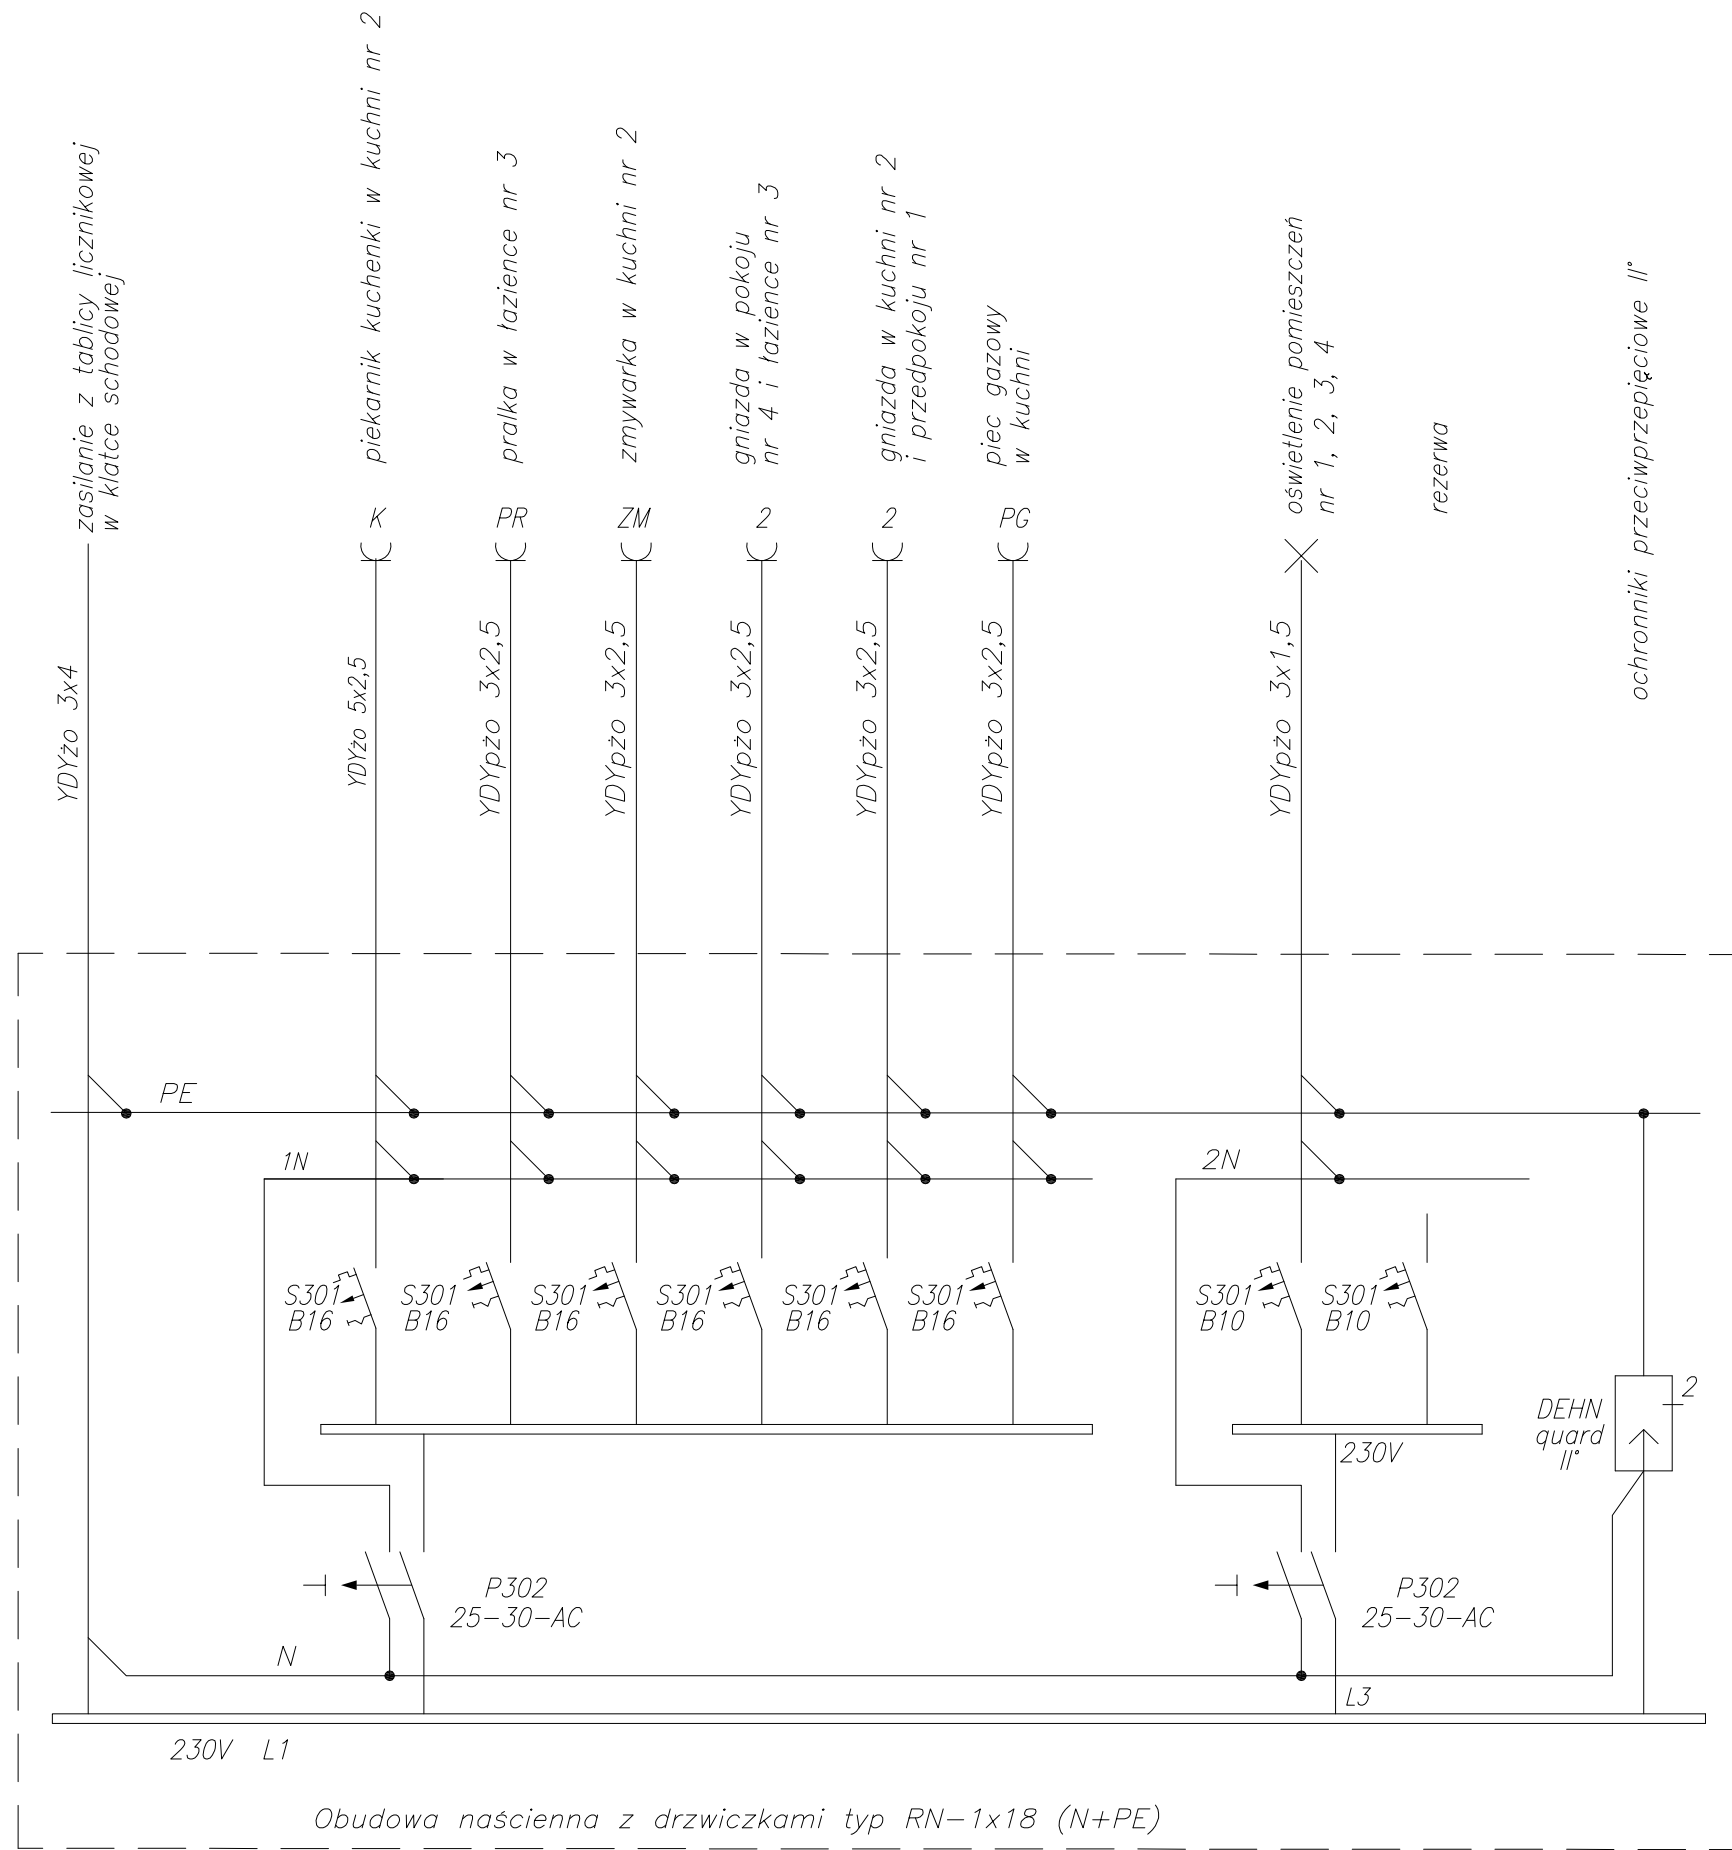 zasilanie z tablicy licznikowej
w klatce schodowej
piekarnik kuchenki w kuchni nr 2
pralka w łazience nr 3
zmywarka w kuchni nr 2
gniazda w pokoju
nr 4 i łazience nr 3
gniazda w kuchni nr 2
i przedpokoju nr 1
piec gazowy
w kuchni
oświetlenie pomieszczeń
nr 1, 2, 3, 4
rezerwa
ochronniki przeciwprzepięciowe II°
K
PR
ZM
2
2
PG
YDYżo 3x4
YDYżo 5x2,5
YDYpżo 3x2,5
YDYpżo 3x2,5
YDYpżo 3x2,5
YDYpżo 3x2,5
YDYpżo 3x2,5
YDYpżo 3x1,5
PE
1N
2N
S301
B16
S301
B16
S301
B16
S301
B16
S301
B16
S301
B16
S301
B10
S301
B10
2
DEHN
quard
II°
230V
P302
25-30-AC
P302
25-30-AC
N
L3
230V L1
Obudowa naścienna z drzwiczkami typ RN-1x18 (N+PE)